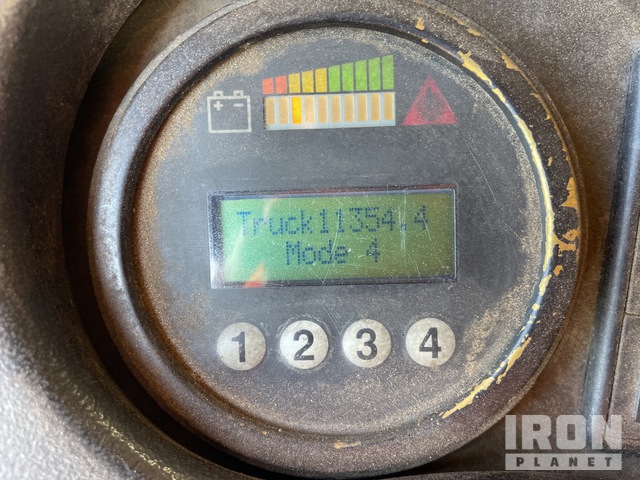 Truck11354.4
Mode 4
1 2 3 4
IRON
PLANET